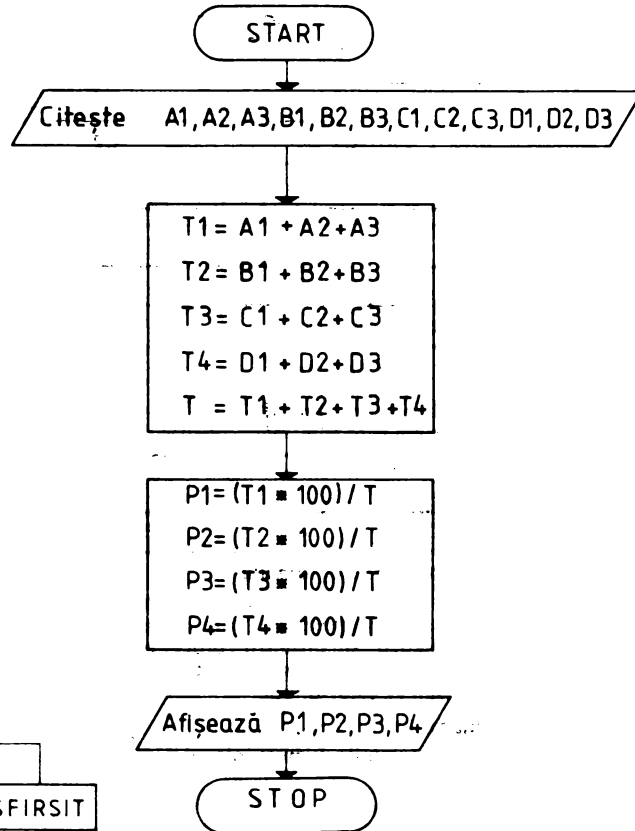 START
Citește A1, A2, A3, B1, B2, B3, C1, C2, C3, D1, D2, D3
T1 = A1 + A2 + A3
T2 = B1 + B2 + B3
T3 = C1 + C2 + C3
T4 = D1 + D2 + D3
T = T1 + T2 + T3 + T4
P1 = (T1 * 100) / T
P2 = (T2 * 100) / T
P3 = (T3 * 100) / T
P4 = (T4 * 100) / T
Afișează P1, P2, P3, P4
SFIRSIT
STOP